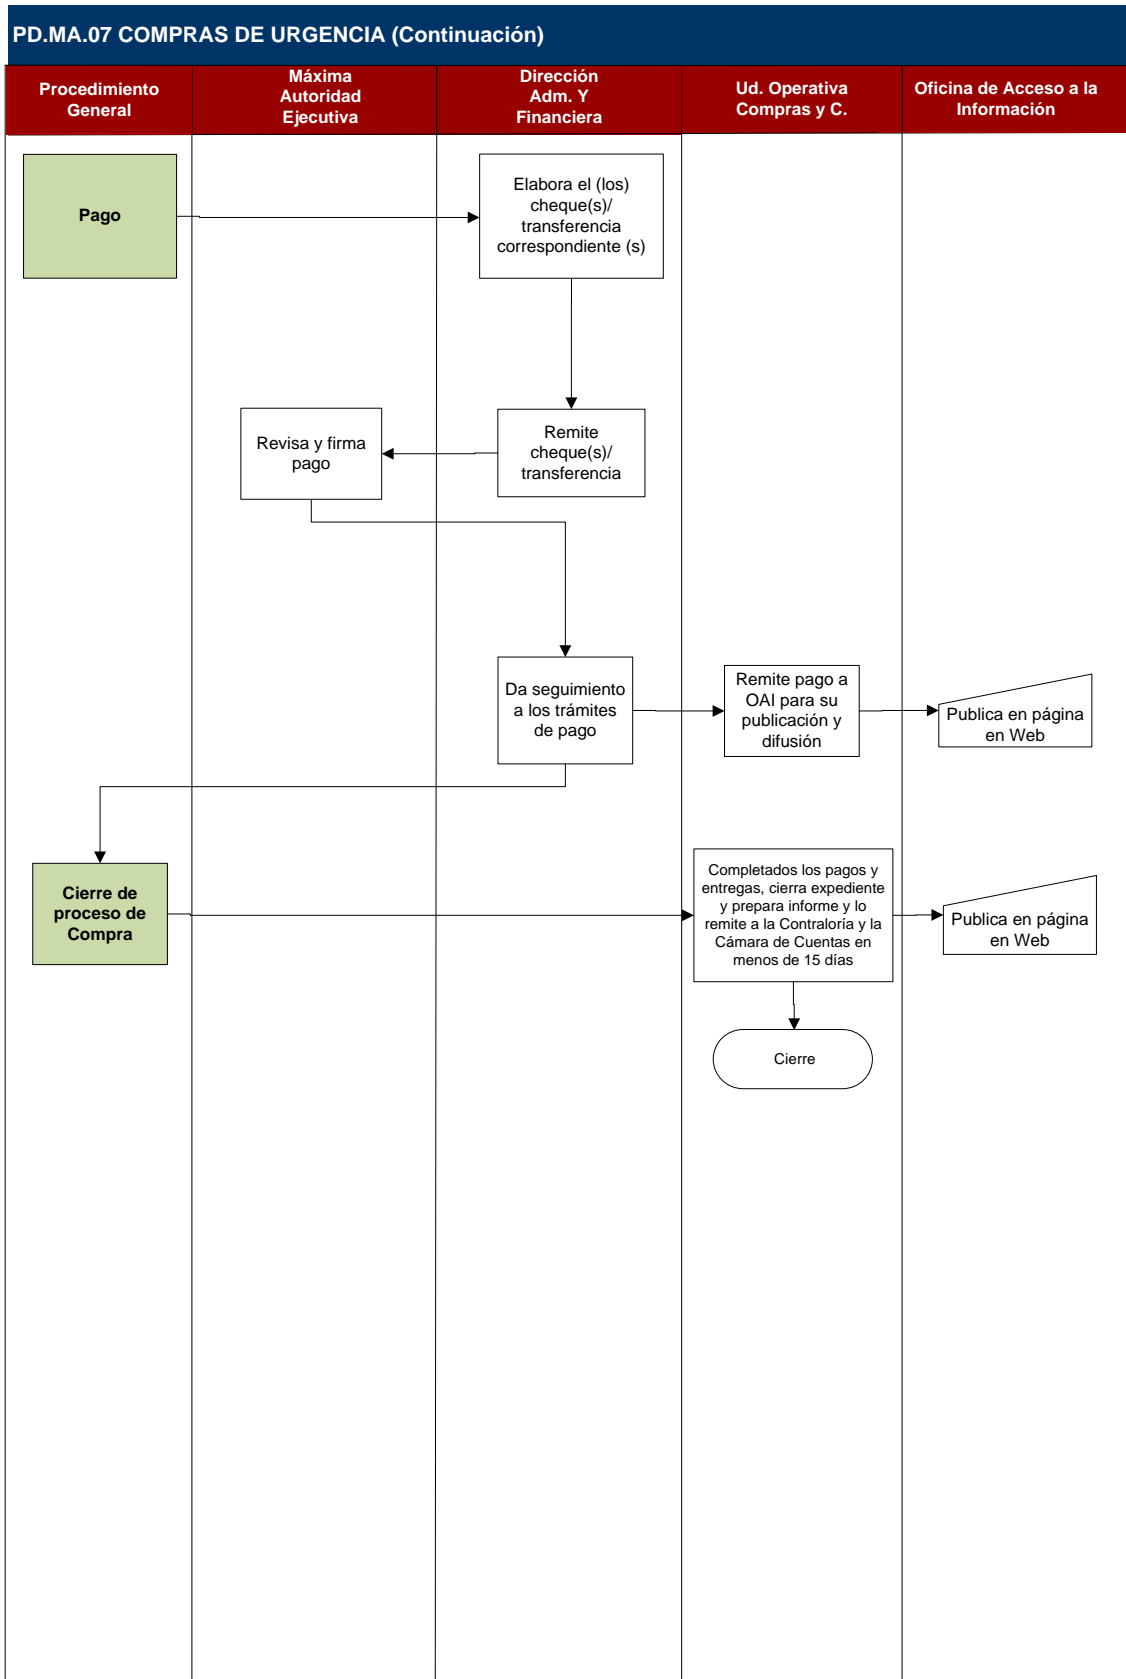 PD.MA.07 COMPRAS DE URGENCIA (Continuación)
Procedimiento
General
Máxima
Autoridad
Ejecutiva
Dirección
Adm. Y
Financiera
Ud. Operativa
Compras y C.
Oficina de Acceso a la
Información
Pago
Elabora el (los)
cheque(s)/
transferencia
correspondiente (s)
Revisa y firma
pago
Remite
cheque(s)/
transferencia
Da seguimiento
a los trámites
de pago
Remite pago a
OAI para su
publicación y
difusión
Publica en página
en Web
Cierre de
proceso de
Compra
Completados los pagos y
entregas, cierra expediente
y prepara informe y lo
remite a la Contraloría y la
Cámara de Cuentas en
menos de 15 días
Publica en página
en Web
Cierre